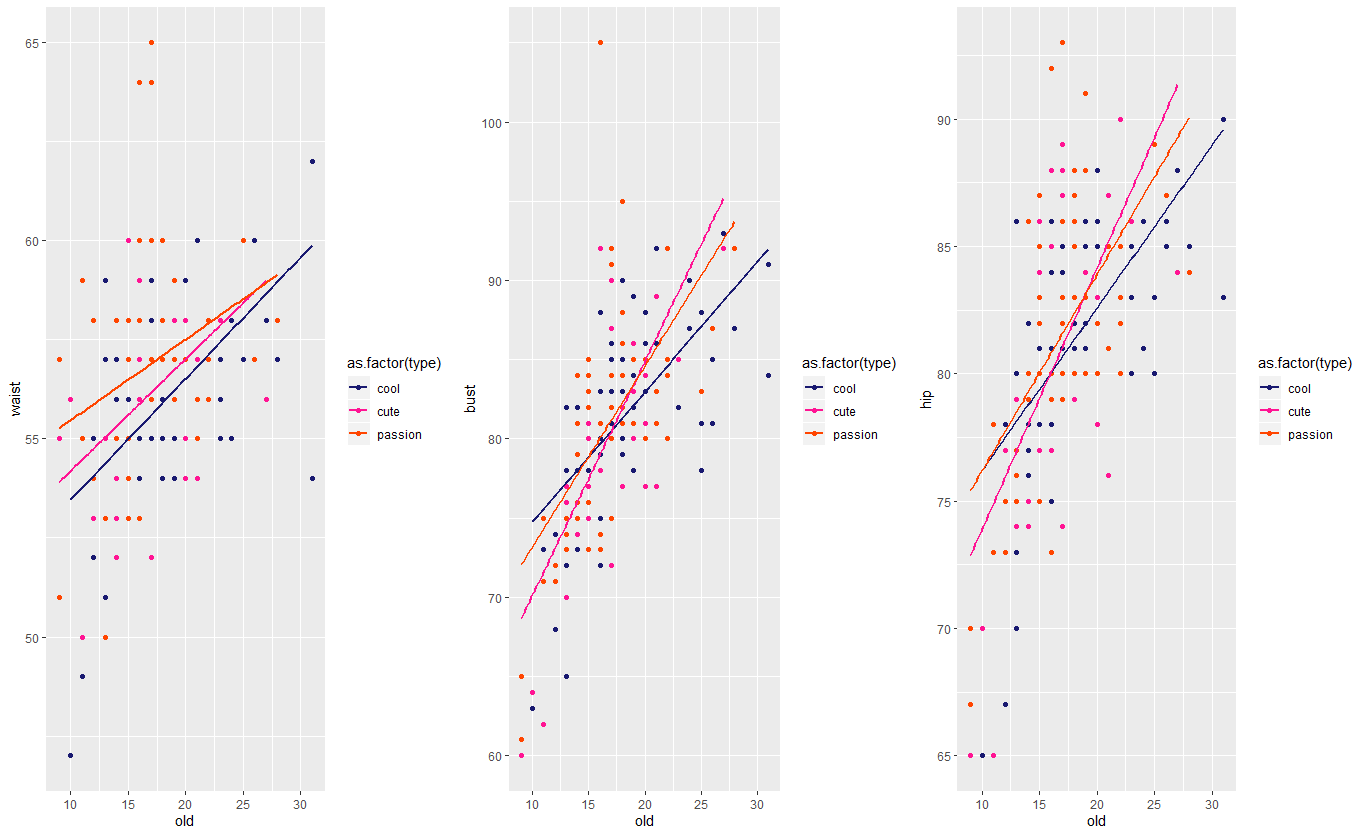 waist
65
60
55
50
10 15 20 25 30
old
as.factor(type)
cool
cute
passion
bust
100
90
80
70
60
10 15 20 25 30
old
as.factor(type)
cool
cute
passion
hip
90
85
80
75
70
65
10 15 20 25 30
old
as.factor(type)
cool
cute
passion